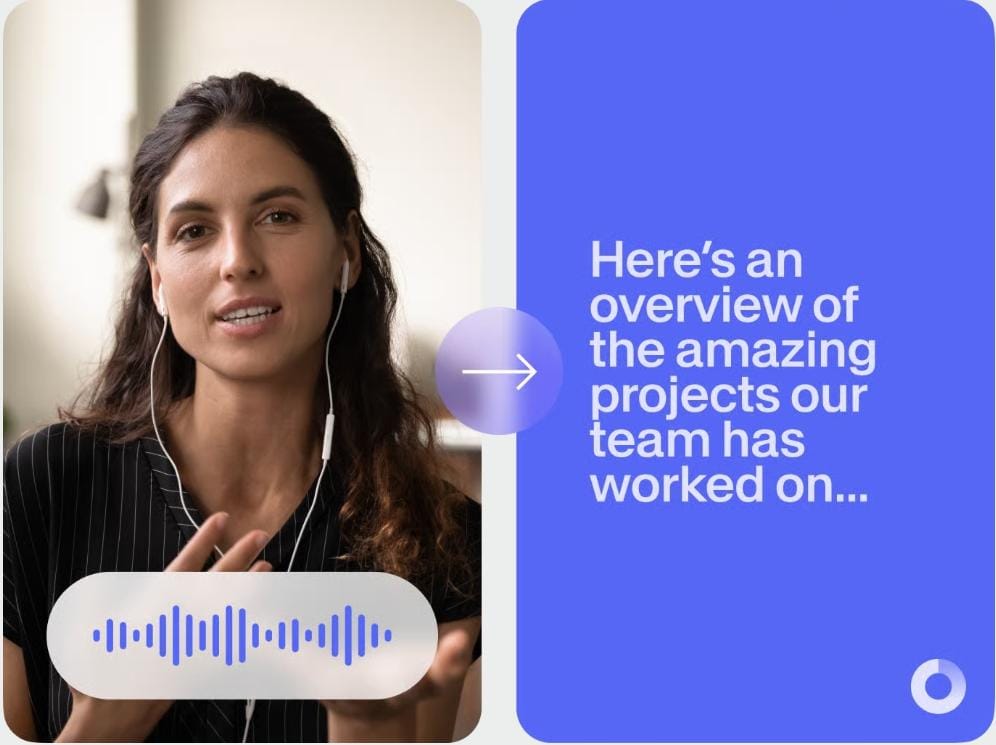 Here’s an
overview of
the amazing
projects our
team has
worked on...